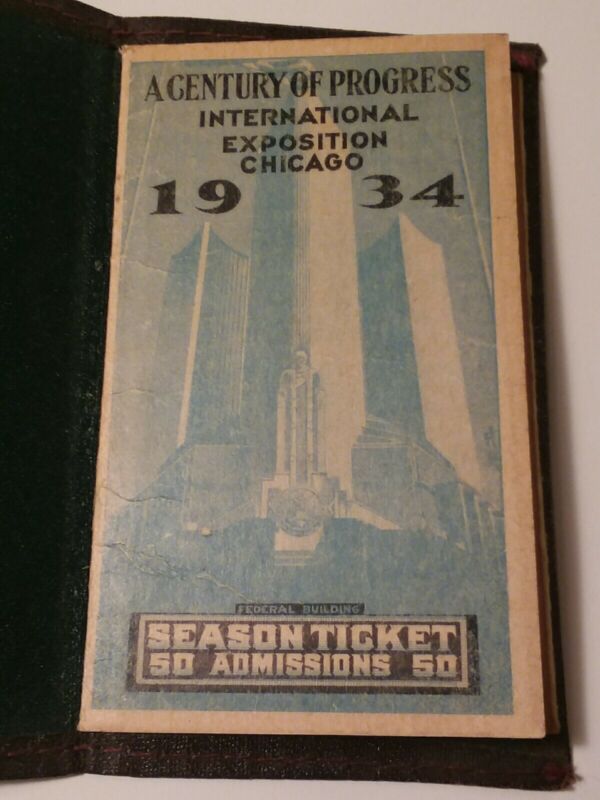 A CENTURY OF PROGRESS
INTERNATIONAL
EXPOSITION
CHICAGO
19 34
FEDERAL BUILDING
SEASON TICKET
50 ADMISSIONS 50